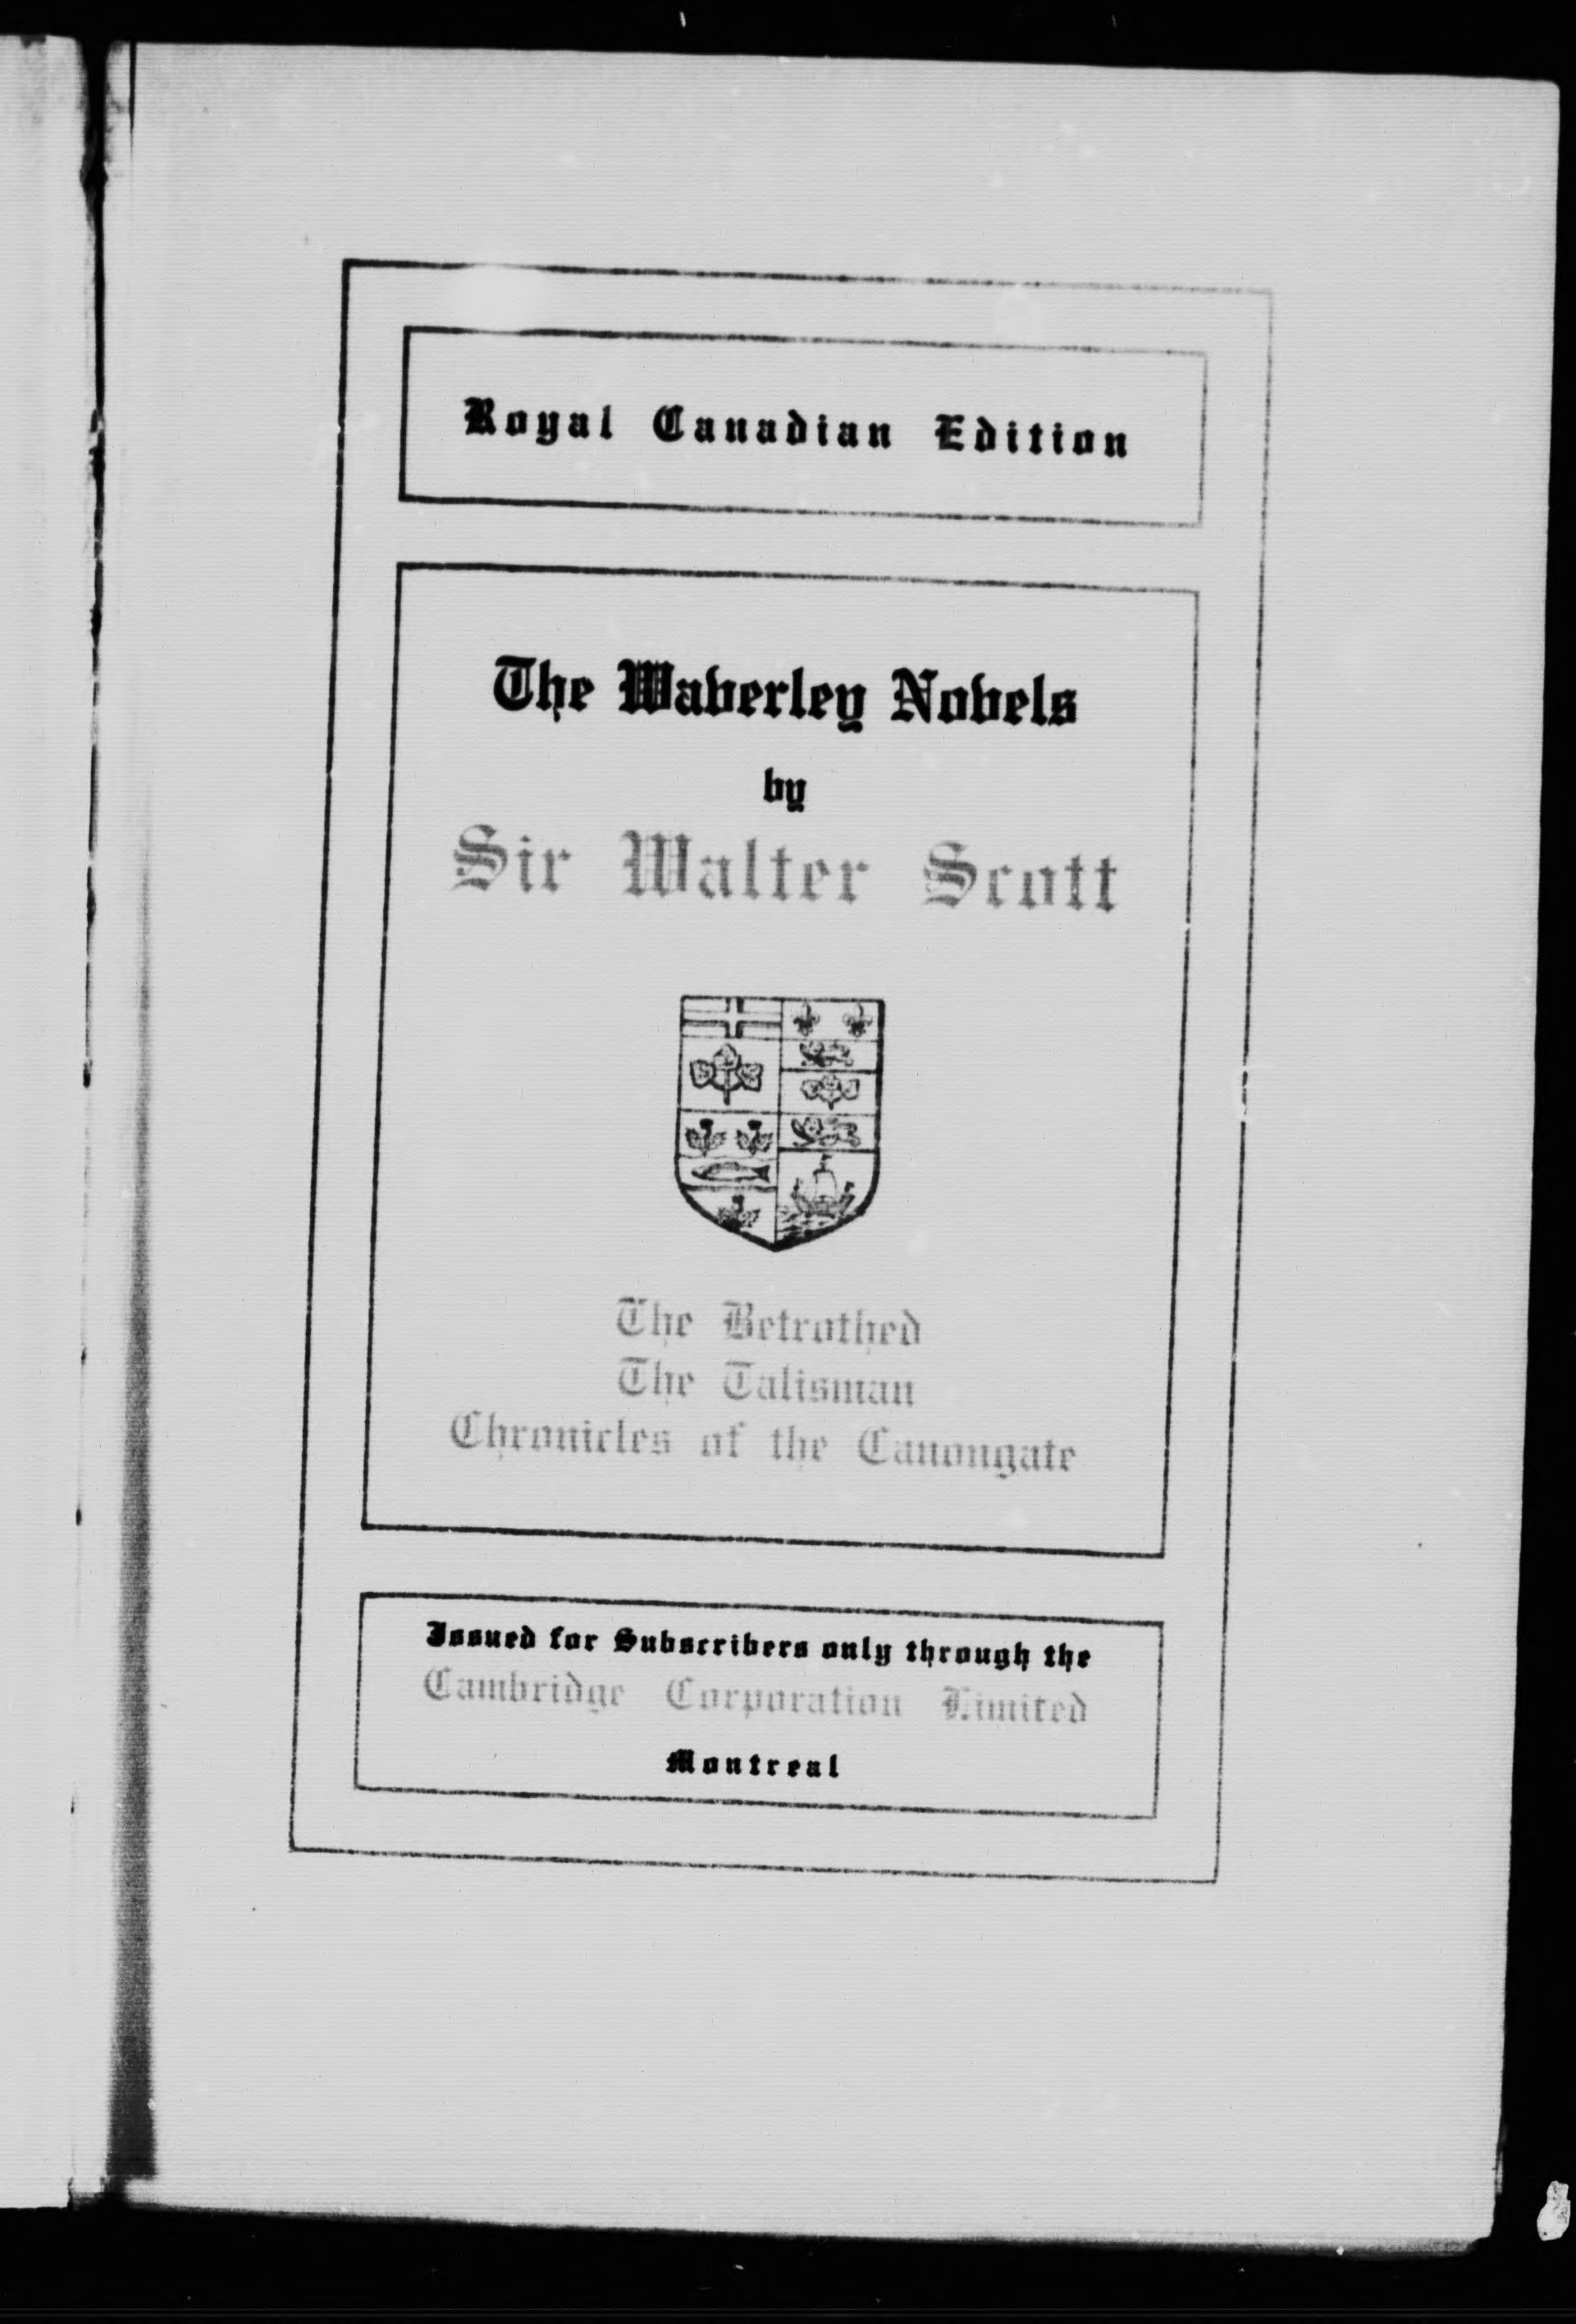 Royal Canadian Edition
The Waverley Novels
by
Sir Walter Scott
The Betrothed
The Talisman
Chronicles of the Canongate
Issued for Subscribers only through the
Cambridge Corporation Limited
Montreal